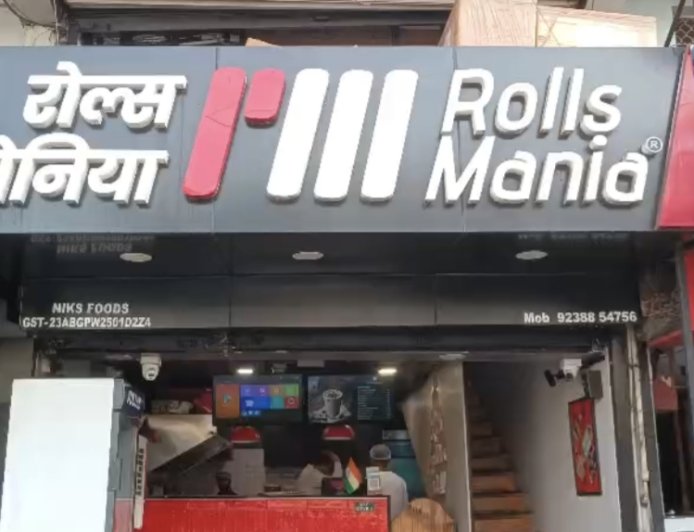 रोल्स
ोनिया
Rolls
Mania®
NIKS FOODS
GST-23ABGPW2501D2Z4
Mob 92388 54756